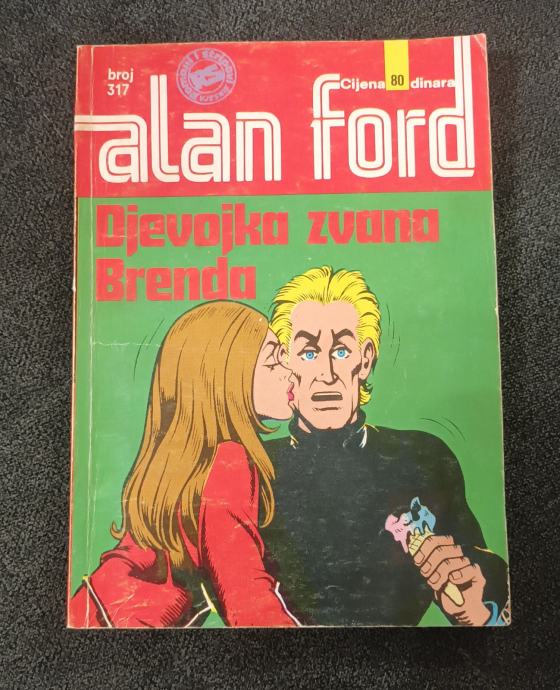 broj
317
Cijena 80 dinara
alan ford
Djevojka zvana
Brenda